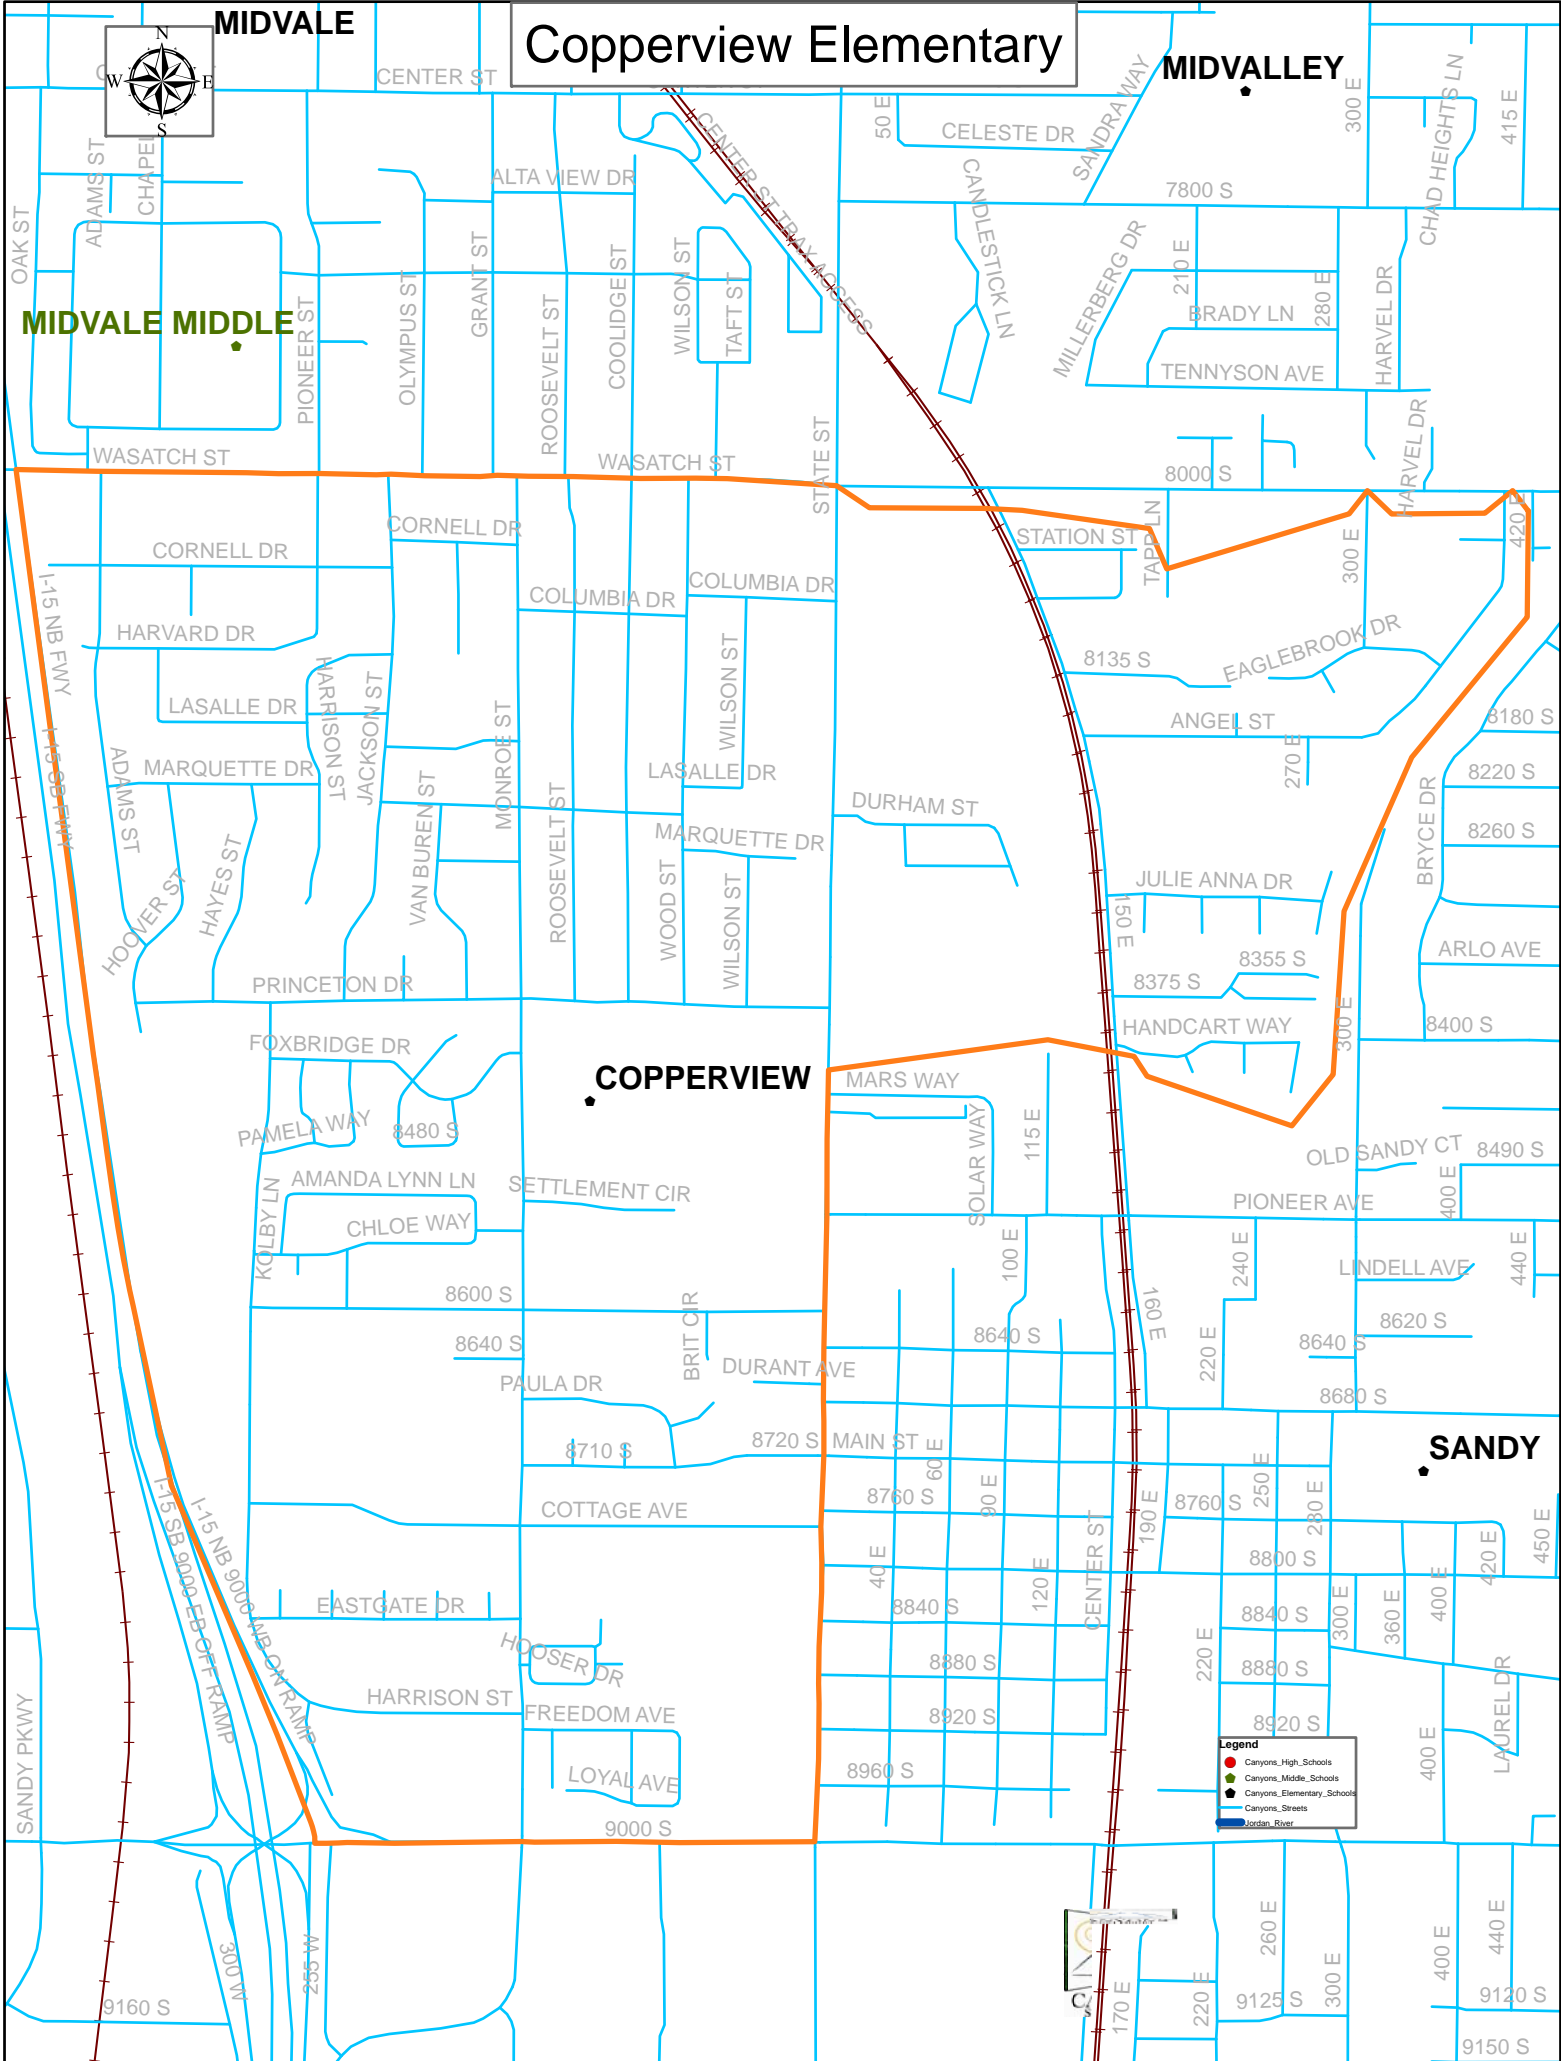 MIDVALE
Copperview Elementary
MIDVALLEY
N
W
E
S
CENTER ST
50 E
CELESTE DR
SANDRA WAY
300 E
CHAD HEIGHTS LN
415 E
CENTER ST TRAX ACCESS
ADAMS ST
CHAPEL
OAK ST
ALTA VIEW DR
CANDLESTICK LN
7800 S
MILLERBERG DR
210 E
280 E
BRADY LN
HARVEL DR
TENNYSON AVE
MIDVALE MIDDLE
PIONEER ST
OLYMPUS ST
GRANT ST
ROOSEVELT ST
COOLIDGE ST
WILSON ST
TAFT ST
STATE ST
WASATCH ST
WASATCH ST
8000 S
HARVEL DR
420 E
CORNELL DR
CORNELL DR
STATION ST
TAPP LN
300 E
I-15 NB FWY
COLUMBIA DR
COLUMBIA DR
HARVARD DR
WILSON ST
8135 S
EAGLEBROOK DR
LASALLE DR
HARRISON ST
JACKSON ST
MONROE ST
ANGEL ST
8180 S
I-15 SB FWY
ADAMS ST
MARQUETTE DR
VAN BUREN ST
LASALLE DR
270 E
8220 S
ROOSEVELT ST
DURHAM ST
BRYCE DR
MARQUETTE DR
8260 S
HOOVER ST
HAYES ST
WOOD ST
WILSON ST
JULIE ANNA DR
150 E
ARLO AVE
PRINCETON DR
8355 S
8375 S
FOXBRIDGE DR
HANDCART WAY
300 E
8400 S
COPPERVIEW
MARS WAY
PAMELA WAY
8480 S
SOLAR WAY
115 E
OLD SANDY CT
8490 S
AMANDA LYNN LN
SETTLEMENT CIR
PIONEER AVE
400 E
KOLBY LN
CHLOE WAY
100 E
240 E
LINDELL AVE
440 E
8600 S
BRIT CIR
160 E
8620 S
8640 S
8640 S
220 E
8640 S
DURANT AVE
PAULA DR
8680 S
8710 S
8720 S
MAIN ST
60 E
SANDY
8760 S
90 E
190 E
8760 S
250 E
280 E
COTTAGE AVE
I-15 SB 9000 EB OFF RAMP
I-15 NB 9000 WB ON RAMP
40 E
120 E
CENTER ST
8800 S
420 E
450 E
EASTGATE DR
8840 S
8840 S
300 E
360 E
400 E
HOOSER DR
8880 S
220 E
8880 S
LAUREL DR
HARRISON ST
FREEDOM AVE
8920 S
8920 S
SANDY PKWY
LOYAL AVE
8960 S
400 E
Legend
Canyons_High_Schools
Canyons_Middle_Schools
Canyons_Elementary_Schools
Canyons_Streets
Jordan_River
9000 S
300 W
255 W
260 E
300 E
400 E
440 E
9160 S
170 E
220 E
9125 S
9120 S
9150 S